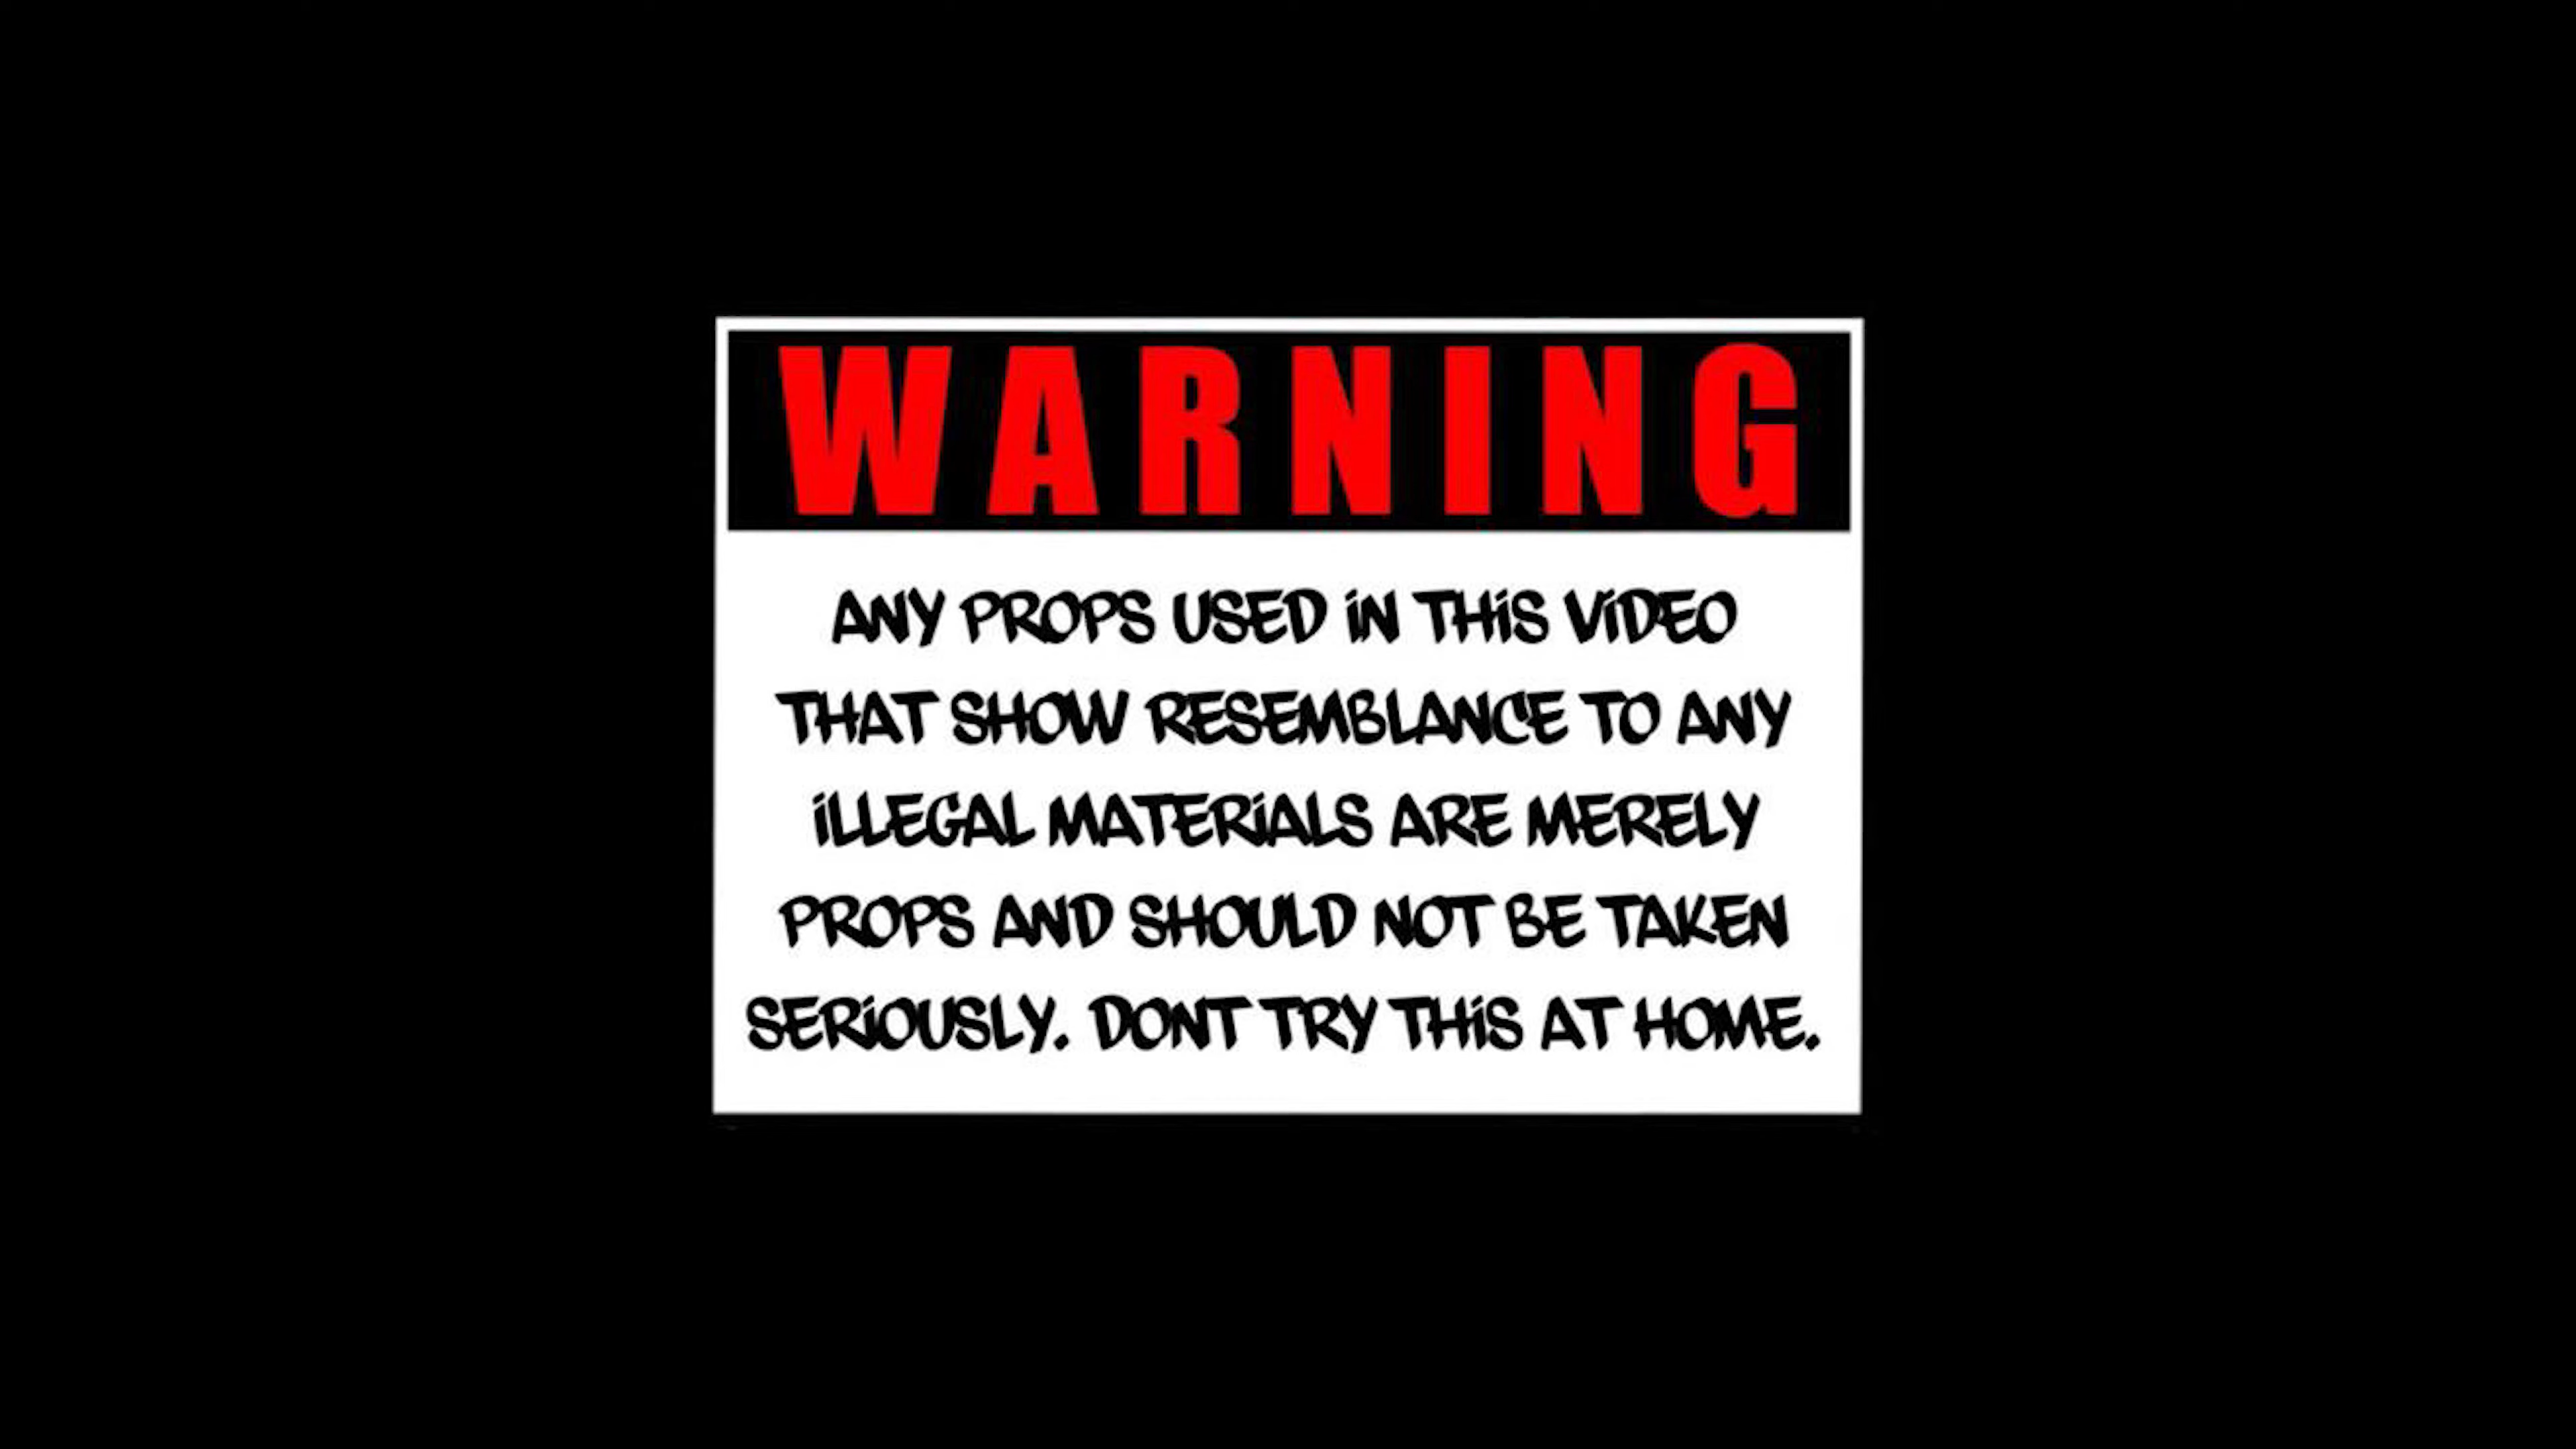 WARNING
ANY PROPS USED iN THiS ViDEO
THAT SHOW RESEMBLANCE TO ANY
iLLEGAL MATERiALS ARE MERELY
PROPS AND SHOULD NOT BE TAKEN
SERiOUSLY. DONT TRY THiS AT HOME.